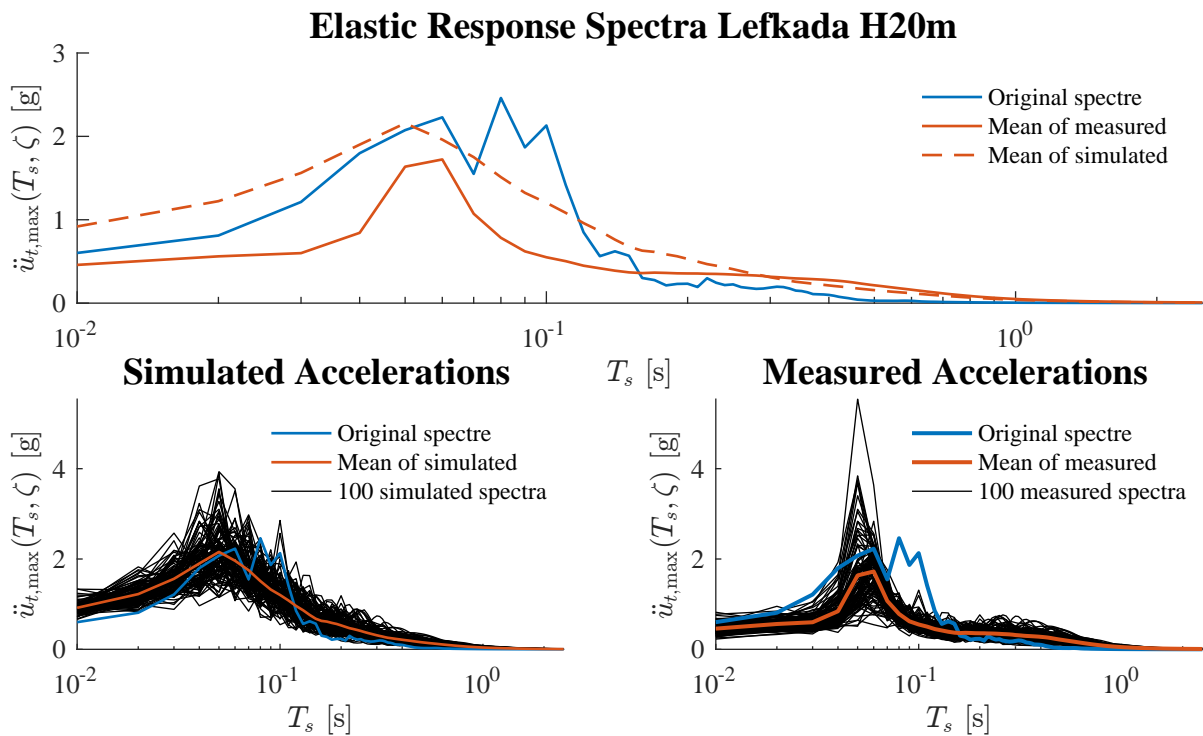 Elastic Response Spectra Lefkada H20m
3
2
1
0
ü_{t,max}(T_s, ζ) [g]
Original spectre
Mean of measured
Mean of simulated
10^{-2}
10^{-1}
10^{0}
T_s [s]
Simulated Accelerations
4
2
0
ü_{t,max}(T_s, ζ) [g]
Original spectre
Mean of simulated
100 simulated spectra
10^{-2}
10^{-1}
10^{0}
T_s [s]
Measured Accelerations
4
2
0
ü_{t,max}(T_s, ζ) [g]
Original spectre
Mean of measured
100 measured spectra
10^{-2}
10^{-1}
10^{0}
T_s [s]